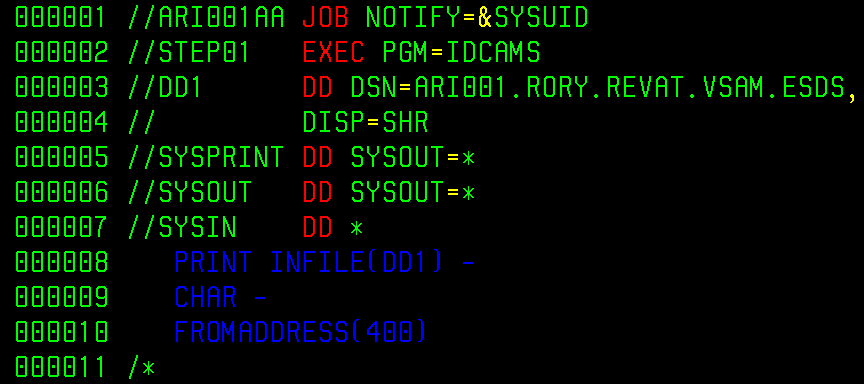 000001 //ARI001AA JOB NOTIFY=&SYSUID
000002 //STEP01   EXEC PGM=IDCAMS
000003 //DD1      DD DSN=ARI001.RORY.REVAT.VSAM.ESDS,
000004 //         DISP=SHR
000005 //SYSPRINT DD SYSOUT=*
000006 //SYSOUT   DD SYSOUT=*
000007 //SYSIN    DD *
000008    PRINT INFILE(DD1) -
000009    CHAR -
000010    FROMADDRESS(400)
000011 /*